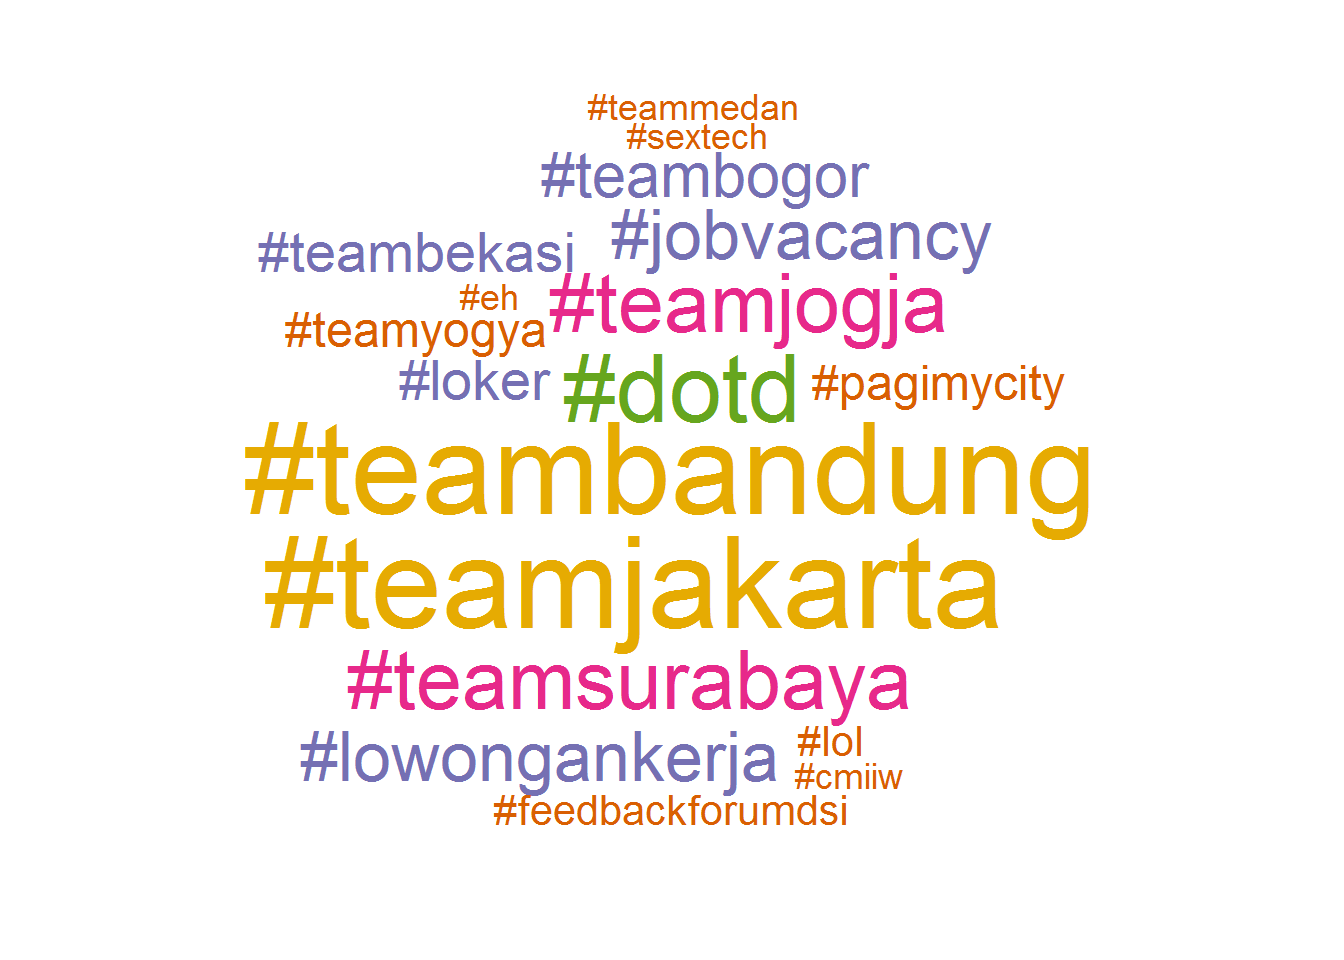 #teammedan
#sextech
#teambogor
#jobvacancy
#teambekasi
#eh
#teamjogja
#teamyogya
#loker
#dotd
#pagimycity
#teambandung
#teamjakarta
#teamsurabaya
#lowongankerja
#lol
#cmiiw
#feedbackforumdsi